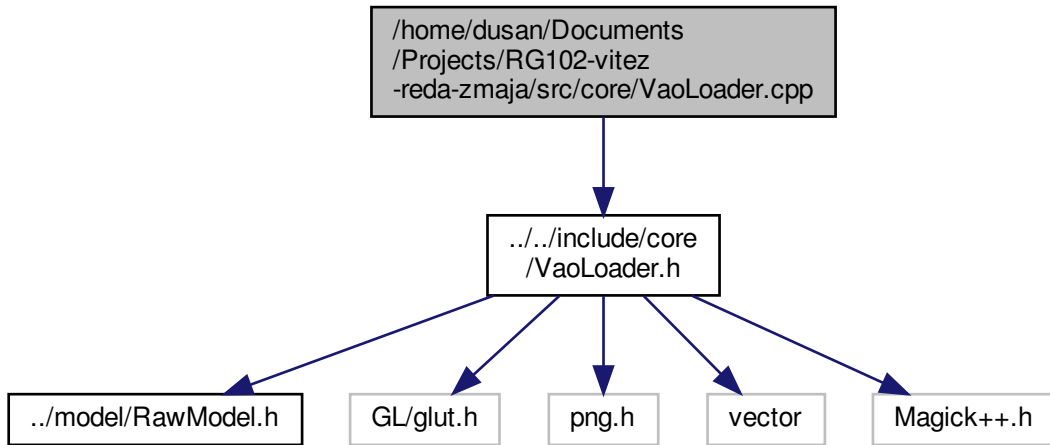 /home/dusan/Documents
/Projects/RG102-vitez
-reda-zmaja/src/core/VaoLoader.cpp
../../include/core
/VaoLoader.h
../model/RawModel.h
GL/glut.h
png.h
vector
Magick++.h